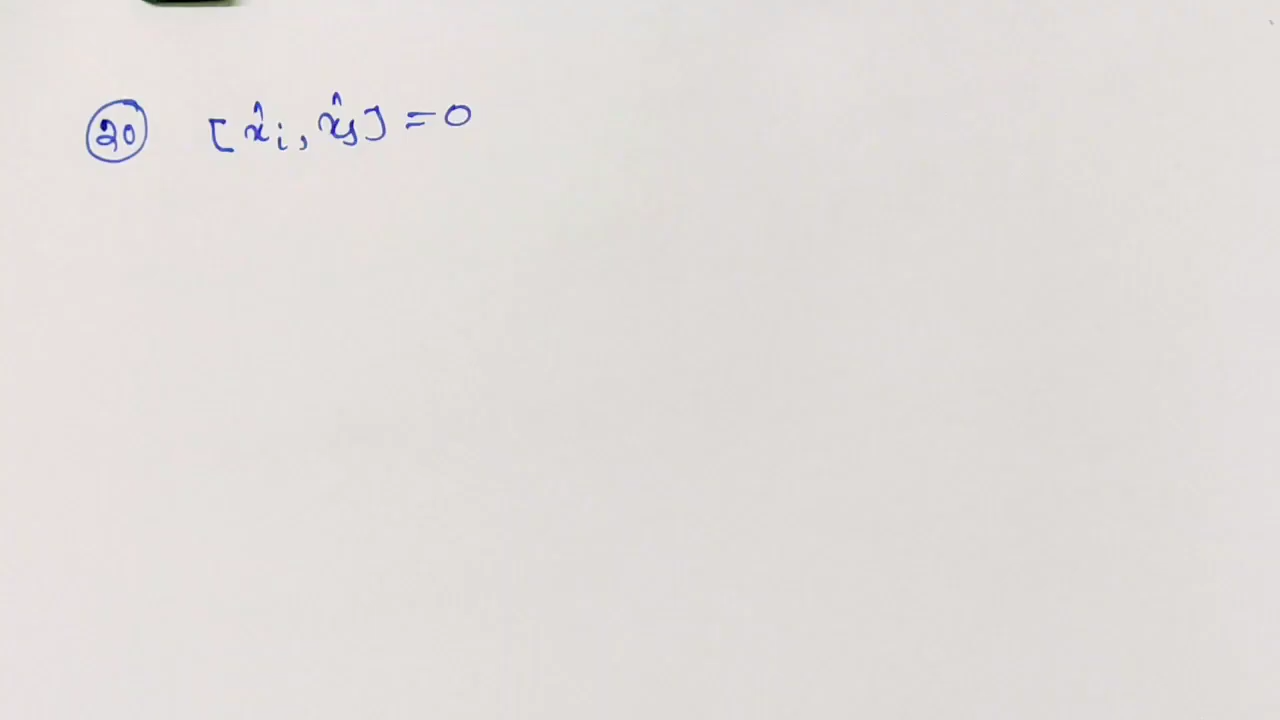 20 [x̂i, x̂j] = 0